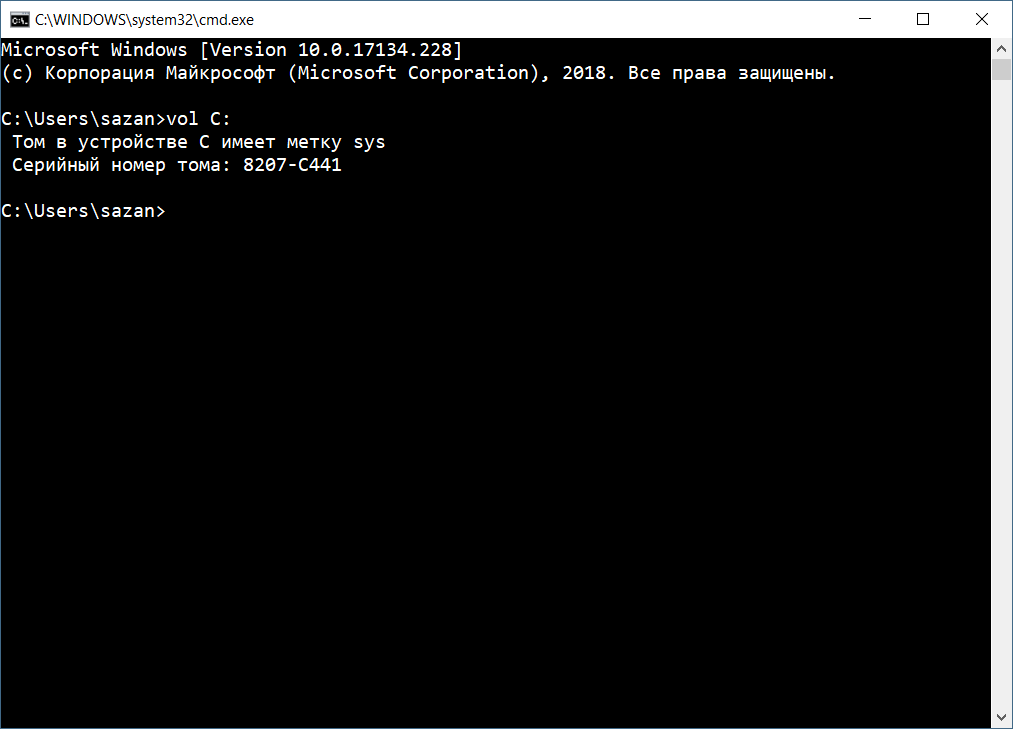 C:\WINDOWS\system32\cmd.exe
Microsoft Windows [Version 10.0.17134.228]
(c) Корпорация Майкрософт (Microsoft Corporation), 2018. Все права защищены.
C:\Users\sazan>vol C:
Том в устройстве C имеет метку sys
Серийный номер тома: 8207-C441
C:\Users\sazan>